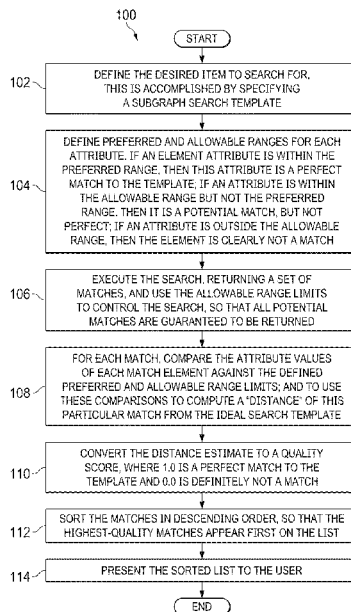 100
START
102
DEFINE THE DESIRED ITEM TO SEARCH FOR.
THIS IS ACCOMPLISHED BY SPECIFYING
A SUBGRAPH SEARCH TEMPLATE
104
DEFINE PREFERRED AND ALLOWABLE RANGES FOR EACH
ATTRIBUTE. IF AN ELEMENT ATTRIBUTE IS WITHIN THE
PREFERRED RANGE, THEN THIS ATTRIBUTE IS A PERFECT
MATCH TO THE TEMPLATE; IF AN ATTRIBUTE IS WITHIN
THE ALLOWABLE RANGE BUT NOT THE PREFERRED
RANGE, THEN IT IS A POTENTIAL MATCH, BUT NOT
PERFECT; IF AN ATTRIBUTE IS OUTSIDE THE ALLOWABLE
RANGE, THEN THE ELEMENT IS CLEARLY NOT A MATCH
106
EXECUTE THE SEARCH, RETURNING A SET OF
MATCHES, AND USE THE ALLOWABLE RANGE LIMITS
TO CONTROL THE SEARCH, SO THAT ALL POTENTIAL
MATCHES ARE GUARANTEED TO BE RETURNED
108
FOR EACH MATCH, COMPARE THE ATTRIBUTE VALUES
OF EACH MATCH ELEMENT AGAINST THE DEFINED
PREFERRED AND ALLOWABLE RANGE LIMITS; AND TO USE
THESE COMPARISONS TO COMPUTE A "DISTANCE" OF THIS
PARTICULAR MATCH FROM THE IDEAL SEARCH TEMPLATE
110
CONVERT THE DISTANCE ESTIMATE TO A QUALITY
SCORE, WHERE 1.0 IS A PERFECT MATCH TO THE
TEMPLATE AND 0.0 IS DEFINITELY NOT A MATCH
112
SORT THE MATCHES IN DESCENDING ORDER, SO THAT THE
HIGHEST-QUALITY MATCHES APPEAR FIRST ON THE LIST
114
PRESENT THE SORTED LIST TO THE USER
END